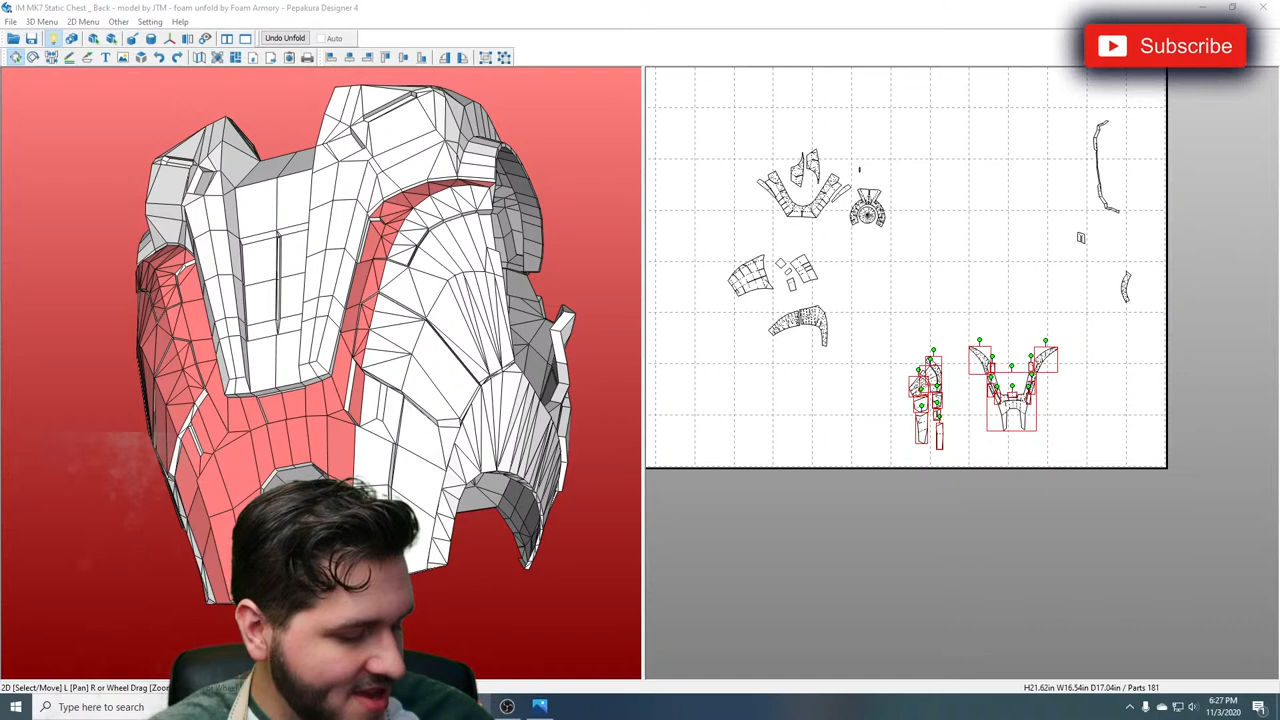 IM MK7 Static Chest _ Back - model by JTM - foam unfold by Foam Armory - Pepakura Designer 4
File 3D Menu 2D Menu Other Setting Help
Undo Unfold Auto
Subscribe
2D [Select/Move] L [Pan] R or Wheel Drag [Zoo
H21.62in W16.54in D17.04in / Parts 181
Type here to search
6:27 PM
11/3/2020
1